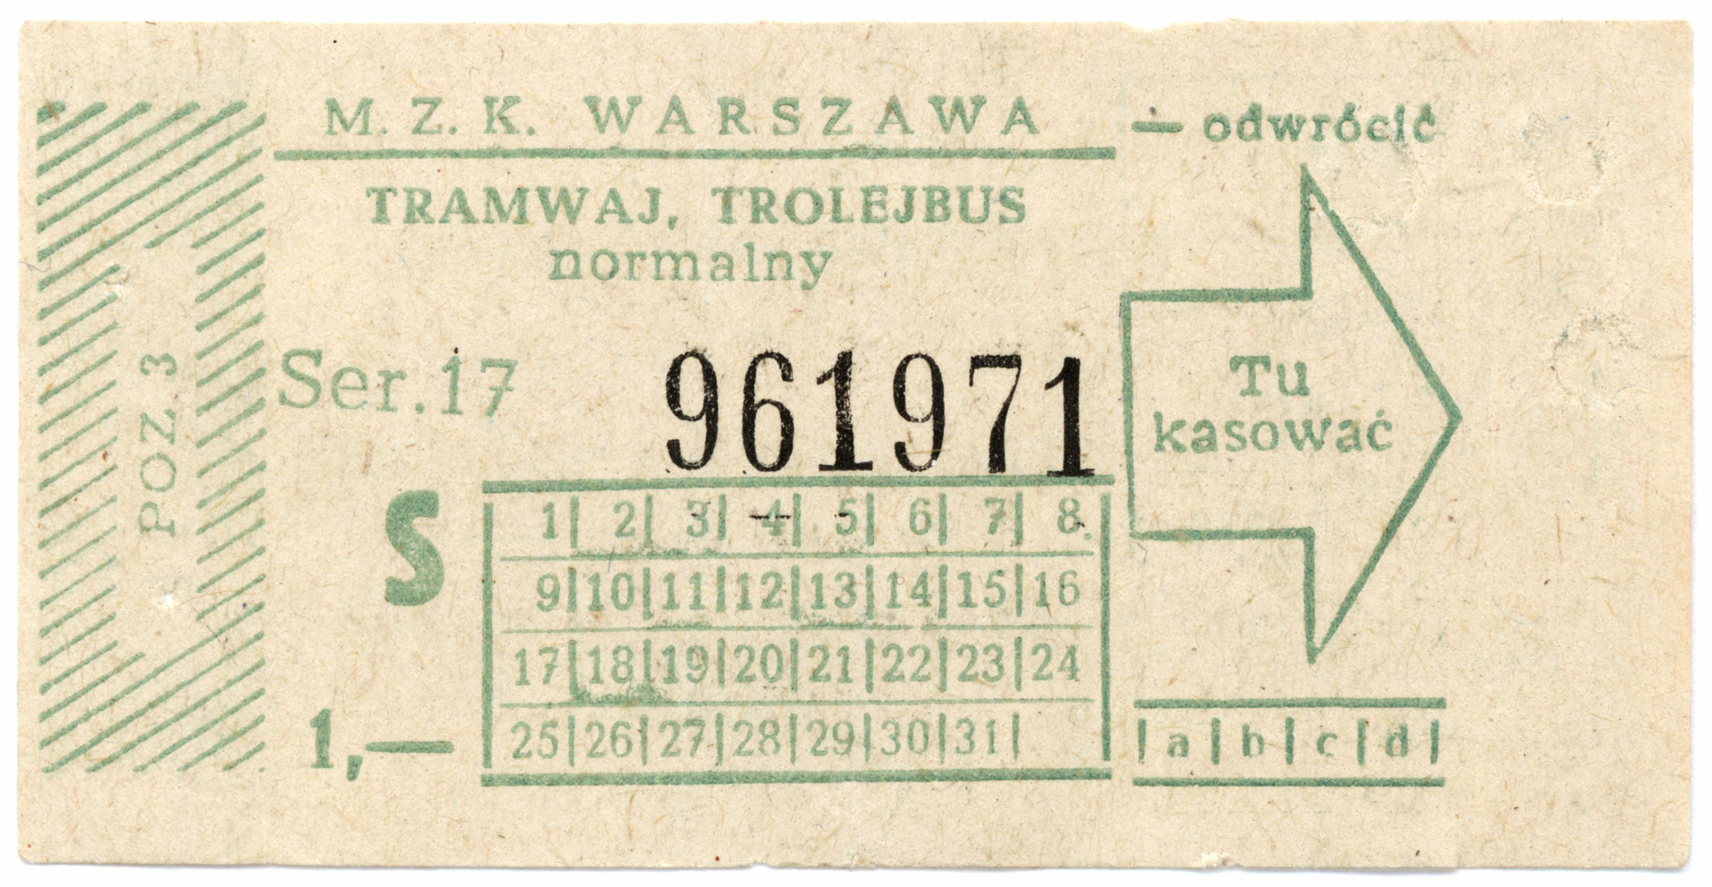 M. Z. K. WARSZAWA
TRAMWAJ, TROLEJBUS
normalny
POZ 3
Ser. 17
961971
S
1,—
1| 2| 3| 4| 5| 6| 7| 8
9|10|11|12|13|14|15|16
17|18|19|20|21|22|23|24
25|26|27|28|29|30|31|
— odwrócić
Tu
kasować
|a|b|c|d|